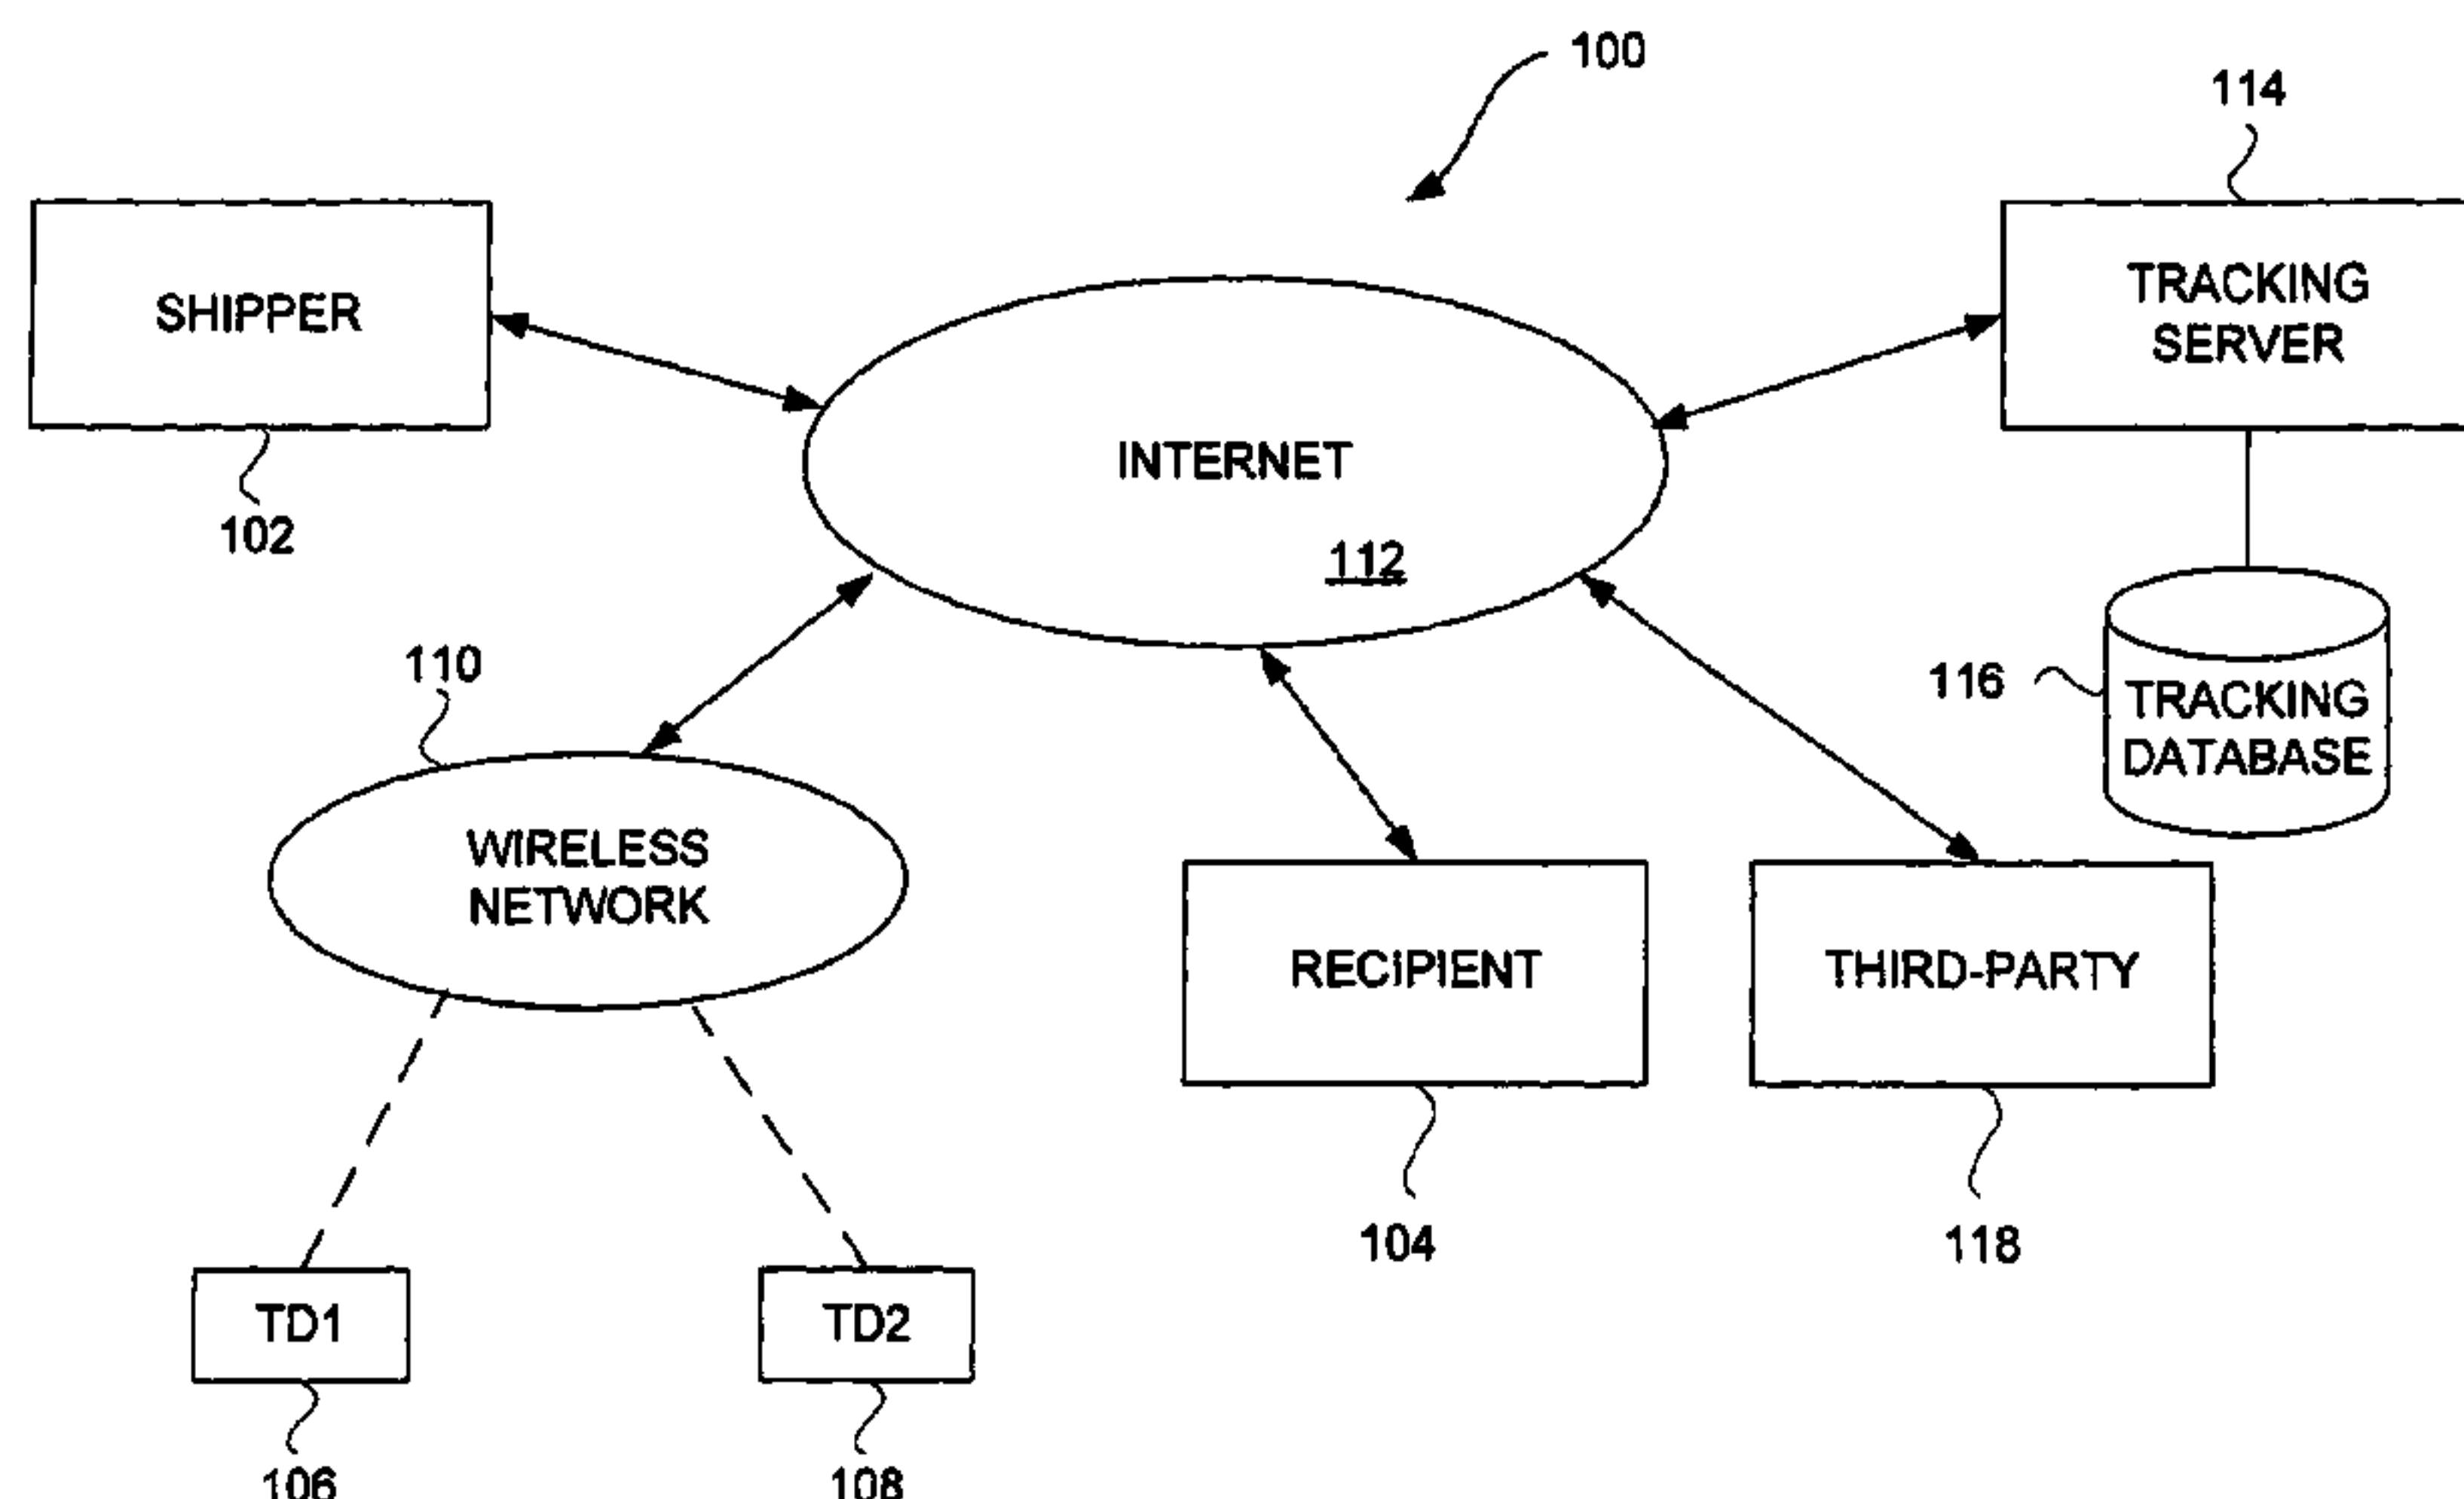 100
114
SHIPPER
TRACKING
SERVER
INTERNET
102
112
110
116
TRACKING
DATABASE
WIRELESS
NETWORK
RECIPIENT
THIRD-PARTY
104
118
TD1
TD2
106
108